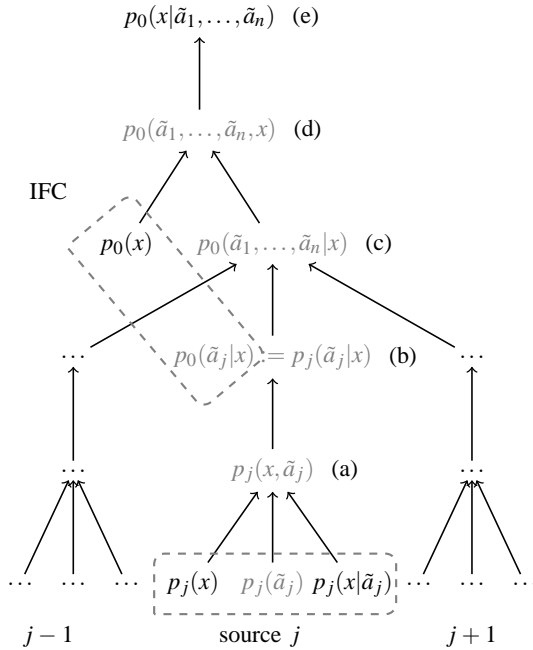 p₀(x|ã₁,…,ãₙ) (e)
p₀(ã₁,…,ãₙ,x) (d)
IFC
p₀(x) p₀(ã₁,…,ãₙ|x) (c)
… p₀(ãⱼ|x) := pⱼ(ãⱼ|x) (b) …
… pⱼ(x,ãⱼ) (a) …
… … … pⱼ(x) pⱼ(ãⱼ) pⱼ(x|ãⱼ) … … …
j − 1 source j j + 1